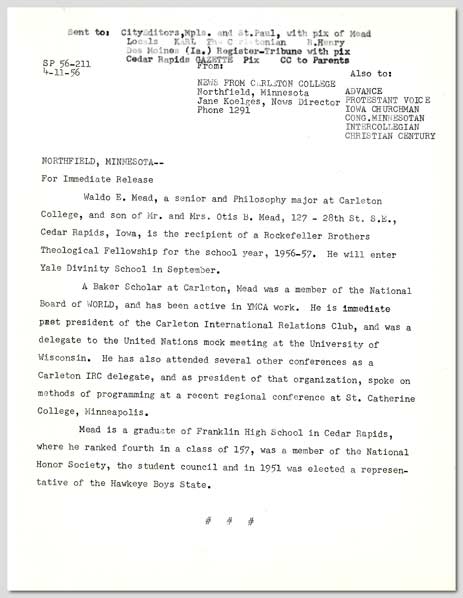 Sent to: City Editors, Mpls. and St.Paul, with pix of Mead
Locals KARL The Carletonian R.Henry
Des Moines (Ia.) Register-Tribune with pix
Cedar Rapids GAZETTE Pix CC to Parents
SP 56-211
4-11-56
From:
NEWS FROM CARLETON COLLEGE
Northfield, Minnesota
Jane Koelges, News Director
Phone 1291
Also to:
ADVANCE
PROTESTANT VOICE
IOWA CHURCHMAN
CONG.MINNESOTAN
INTERCOLLEGIAN
CHRISTIAN CENTURY
NORTHFIELD, MINNESOTA--
For Immediate Release
Waldo E. Mead, a senior and Philosophy major at Carleton
College, and son of Mr. and Mrs. Otis B. Mead, 127 - 28th St. S.E.,
Cedar Rapids, Iowa, is the recipient of a Rockefeller Brothers
Theological Fellowship for the school year, 1956-57. He will enter
Yale Divinity School in September.
A Baker Scholar at Carleton, Mead was a member of the National
Board of WORLD, and has been active in YMCA work. He is immediate
past president of the Carleton International Relations Club, and was a
delegate to the United Nations mock meeting at the University of
Wisconsin. He has also attended several other conferences as a
Carleton IRC delegate, and as president of that organization, spoke on
methods of programming at a recent regional conference at St. Catherine
College, Minneapolis.
Mead is a graduate of Franklin High School in Cedar Rapids,
where he ranked fourth in a class of 157, was a member of the National
Honor Society, the student council and in 1951 was elected a represen-
tative of the Hawkeye Boys State.
# # #